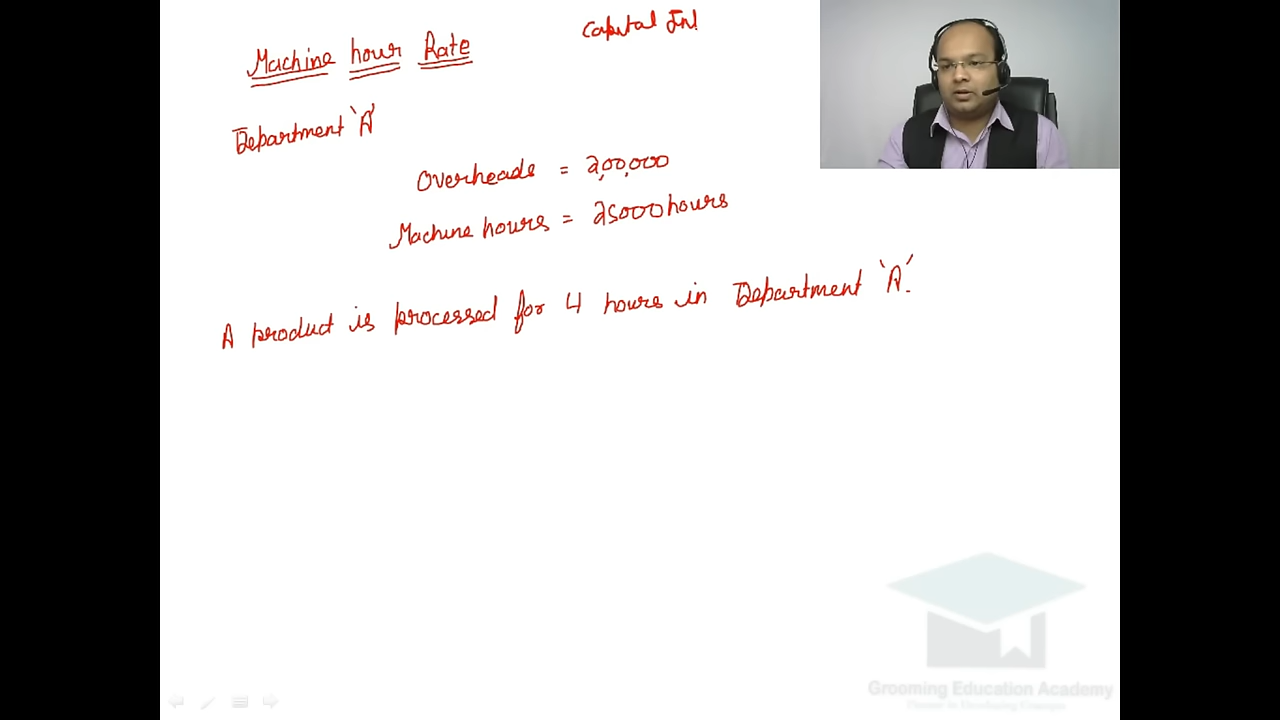 Capital Int
Machine hour Rate
Department 'A'
Overheads = 2,00,000
Machine hours = 25000 hours
A product is processed for 4 hours in Department 'A'.
Grooming Education Academy